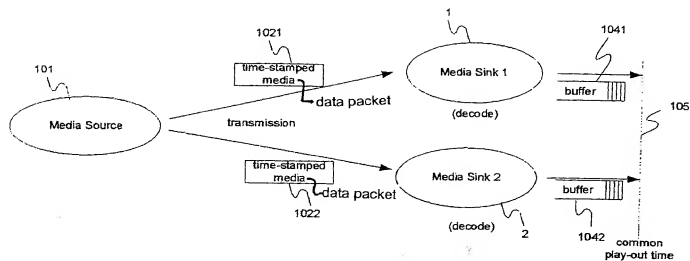 1021
1
1041
101
time-stamped
media
data packet
Media Sink 1
buffer
105
Media Source
transmission
(decode)
time-stamped
media
data packet
Media Sink 2
buffer
1022
(decode)
2
1042
common
play-out time